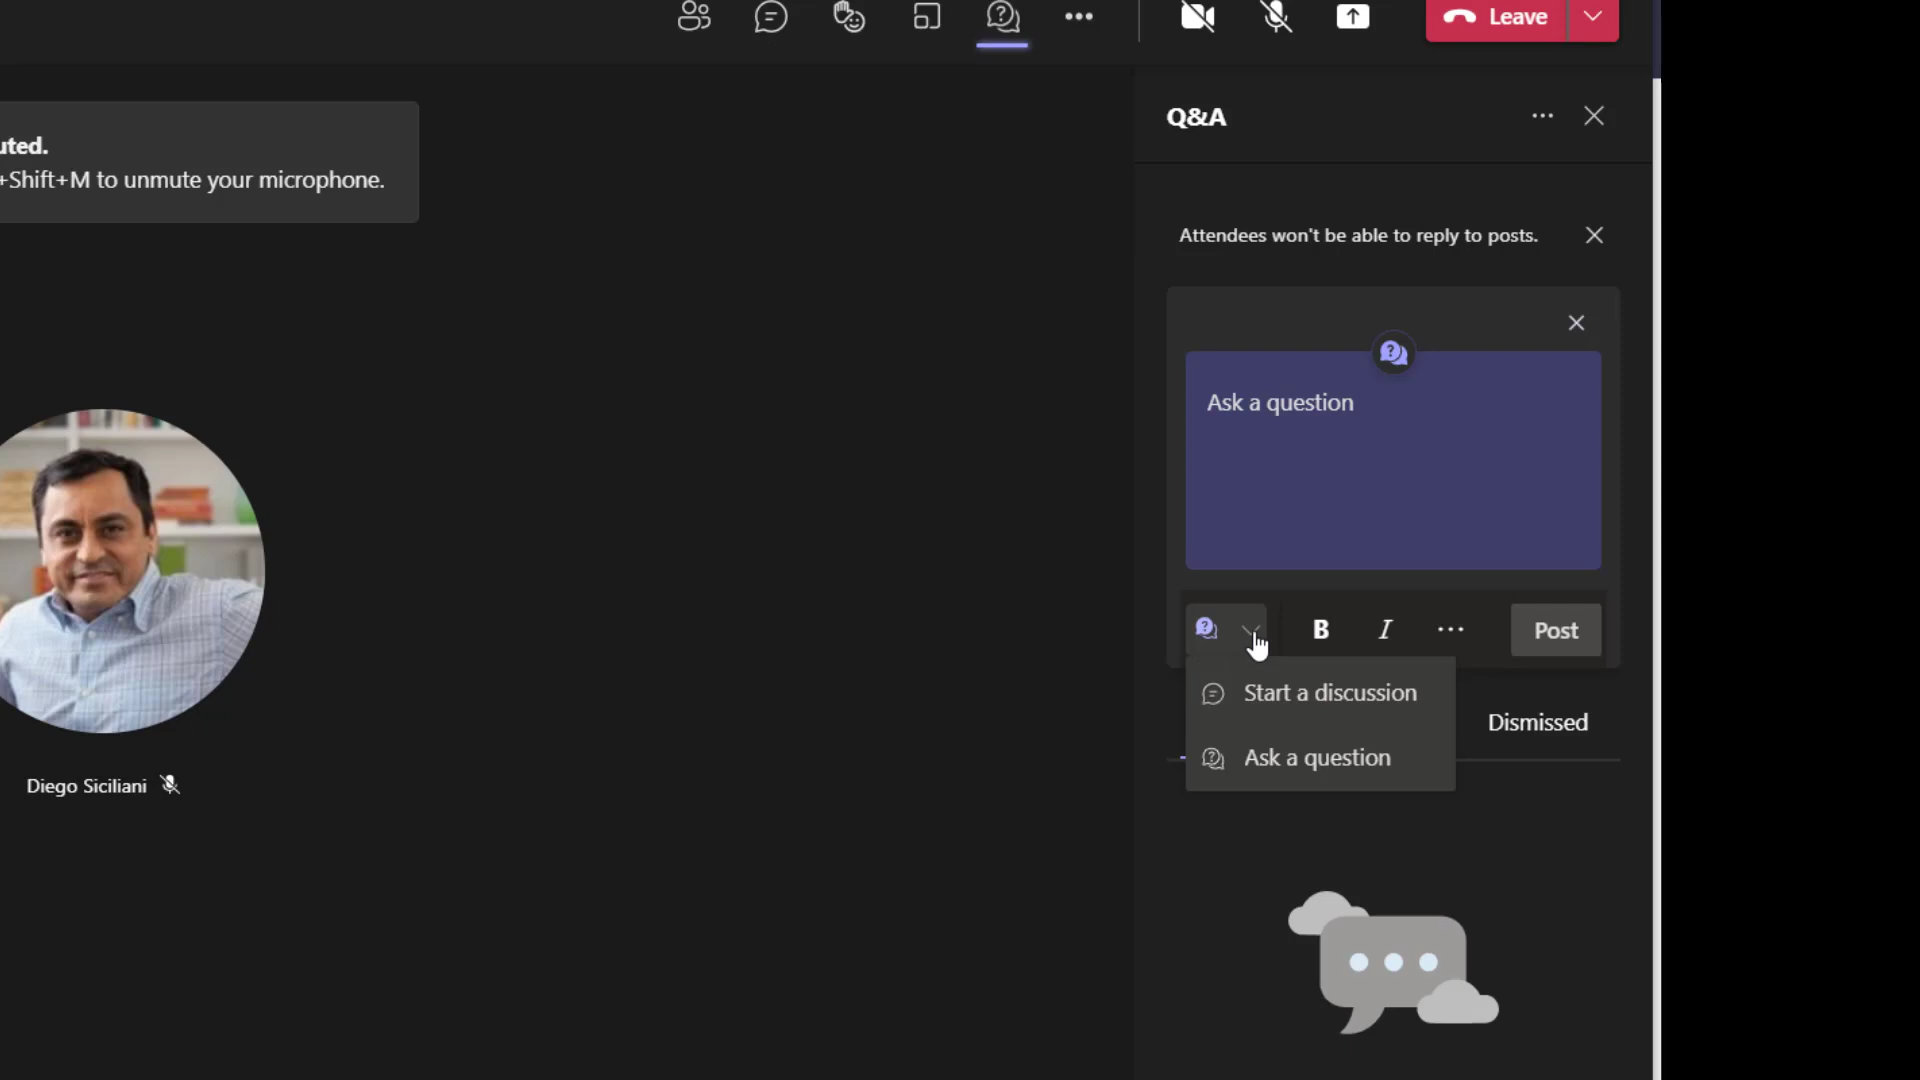 Leave
Q&A
uted.
+Shift+M to unmute your microphone.
Attendees won't be able to reply to posts.
Ask a question
B I ... Post
Start a discussion
Ask a question
Dismissed
Diego Siciliani